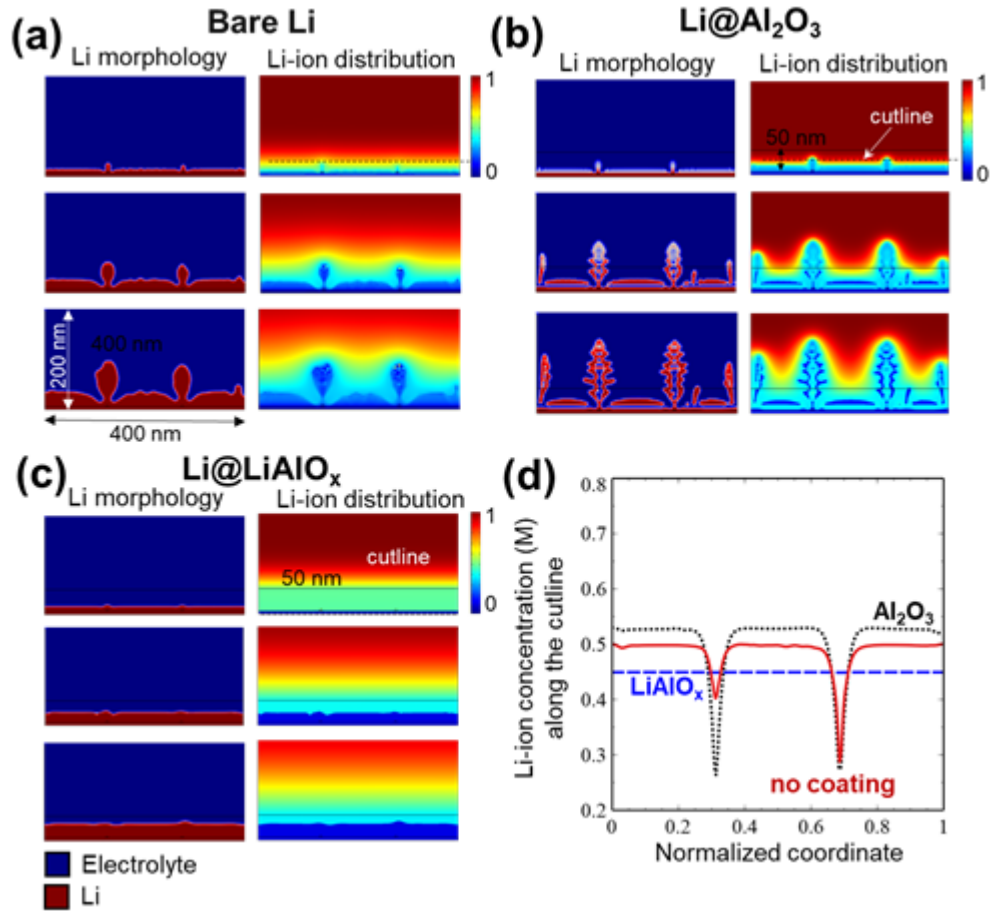 (a)
Bare Li
Li morphology
Li-ion distribution
1
0
200 nm
400 nm
400 nm
(b)
Li@Al₂O₃
Li morphology
Li-ion distribution
cutline
50 nm
1
0
(c)
Li@LiAlOₓ
Li morphology
Li-ion distribution
cutline
50 nm
1
0
Electrolyte
Li
(d)
Li-ion concentration (M)
along the cutline
0.8
0.7
0.6
0.5
0.4
0.3
0.2
Al₂O₃
LiAlOₓ
no coating
0 0.2 0.4 0.6 0.8 1
Normalized coordinate